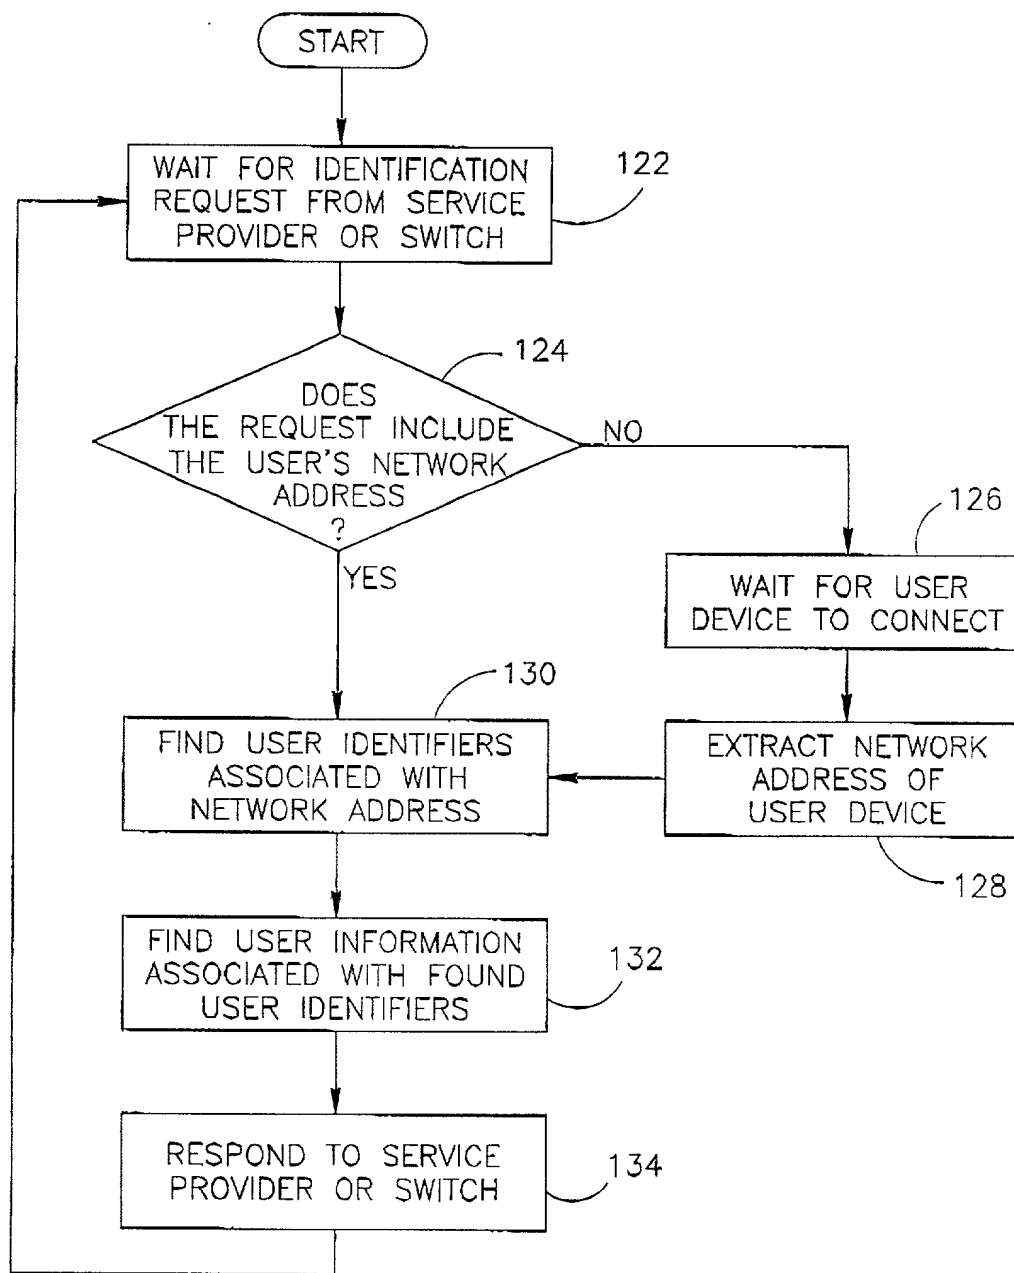 START
WAIT FOR IDENTIFICATION
REQUEST FROM SERVICE
PROVIDER OR SWITCH
122
124
DOES
THE REQUEST INCLUDE
THE USER'S NETWORK
ADDRESS
?
NO
YES
126
WAIT FOR USER
DEVICE TO CONNECT
130
FIND USER IDENTIFIERS
ASSOCIATED WITH
NETWORK ADDRESS
EXTRACT NETWORK
ADDRESS OF
USER DEVICE
128
FIND USER INFORMATION
ASSOCIATED WITH FOUND
USER IDENTIFIERS
132
RESPOND TO SERVICE
PROVIDER OR SWITCH
134